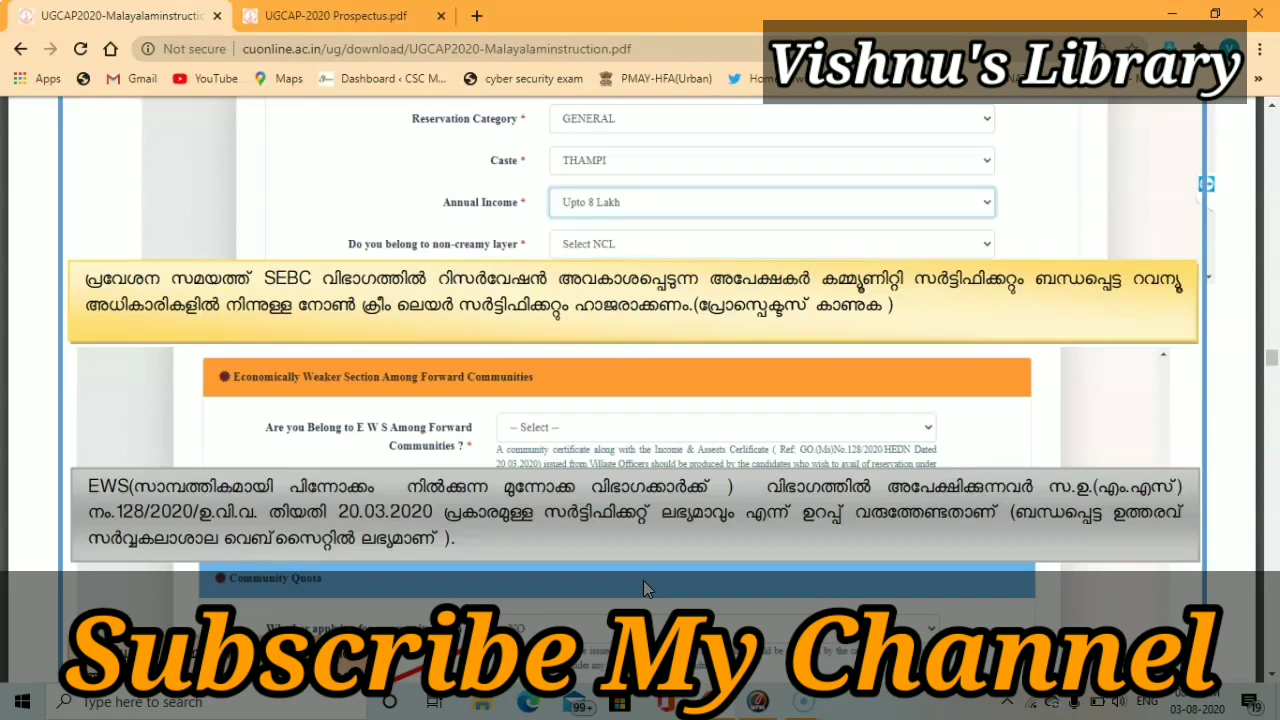 UGCAP2020-Malayalaminstructic
UGCAP-2020 Prospectus.pdf
Not secure
cuonline.ac.in/ug/download/UGCAP2020-Malayalaminstruction.pdf
Vishnu's Library
Apps
Gmail
YouTube
Maps
Dashboard ‹ CSC M...
cyber security exam
PMAY-HFA(Urban)
Reservation Category *
GENERAL
Caste *
THAMPI
Annual Income *
Upto 8 Lakh
Do you belong to non-creamy layer *
Select NCL
പ്രവേശന സമയത്ത് SEBC വിഭാഗത്തിൽ റിസർവേഷൻ അവകാശപ്പെടുന്ന അപേക്ഷകർ കമ്മ്യൂണിറ്റി സർട്ടിഫിക്കറ്റും ബന്ധപ്പെട്ട റവന്യൂ
അധികാരികളിൽ നിന്നുള്ള നോൺ ക്രീം ലെയർ സർട്ടിഫിക്കറ്റും ഹാജരാക്കണം.(പ്രോസ്പെക്ടസ് കാണുക )
Economically Weaker Section Among Forward Communities
Are you Belong to E W S Among Forward
Communities ? *
-- Select --
A community certificate along with the Income & Assests Cerlificate ( Ref: GO.(Ms)No.128/2020/HEDN Dated
20.03.2020) issued from Village Officers should be produced by the candidates who wish to avail of reservation under
EWS(സാമ്പത്തികമായി പിന്നോക്കം നിൽക്കുന്ന മുന്നോക്ക വിഭാഗക്കാർക്ക് ) വിഭാഗത്തിൽ അപേക്ഷിക്കുന്നവർ സ.ഉ.(എം.എസ്)
നം.128/2020/ഉ.വി.വ. തിയതി 20.03.2020 പ്രകാരമുള്ള സർട്ടിഫിക്കറ്റ് ലഭ്യമാവും എന്ന് ഉറപ്പ് വരുത്തേണ്ടതാണ് (ബന്ധപ്പെട്ട ഉത്തരവ്
സർവ്വകലാശാല വെബ്സൈറ്റിൽ ലഭ്യമാണ് ).
Community Quota
NO
Subscribe My Channel
Type here to search
99+
ENG
03-08-2020
19